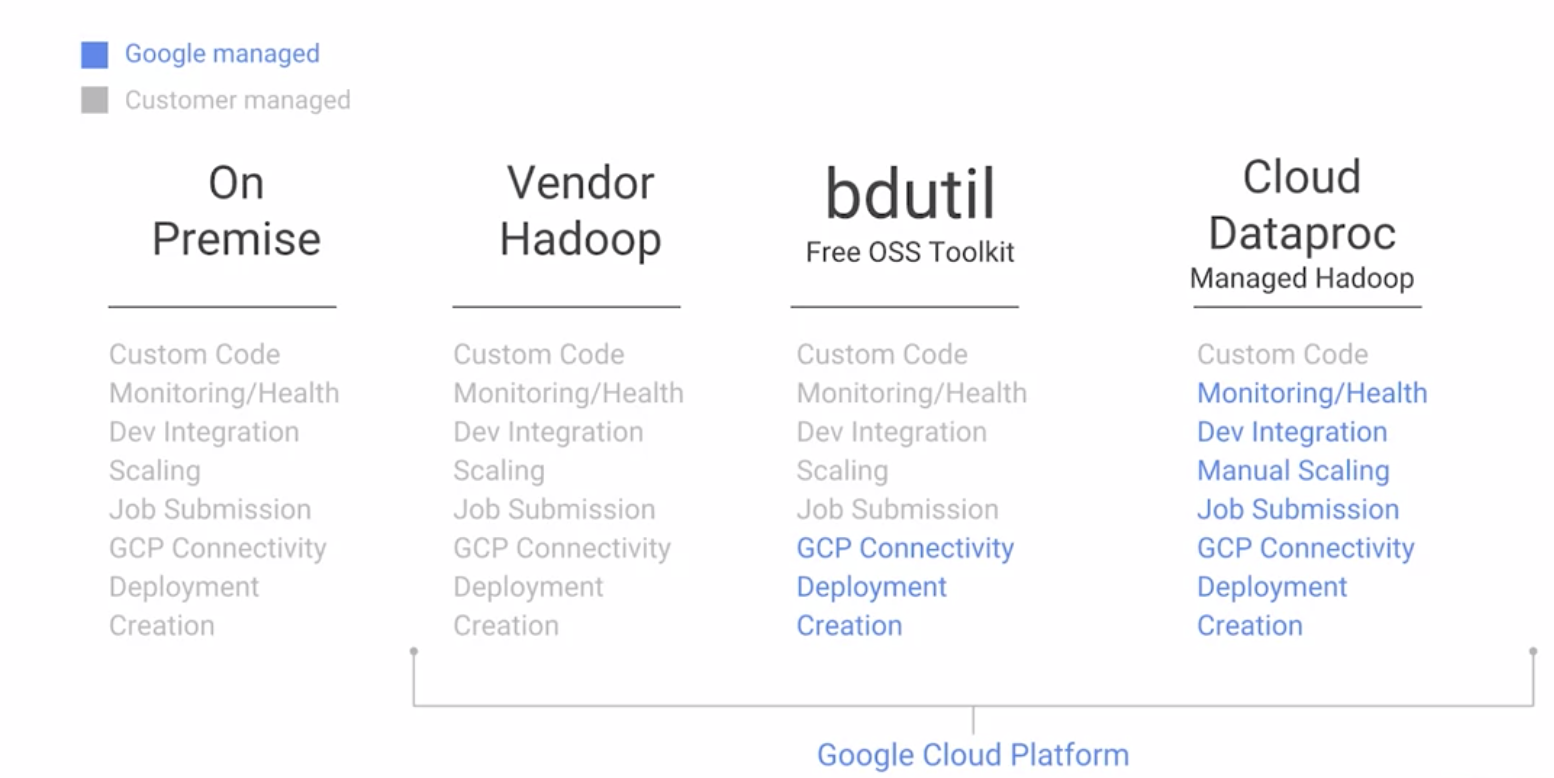 Google managed
Customer managed
On
Premise
Custom Code
Monitoring/Health
Dev Integration
Scaling
Job Submission
GCP Connectivity
Deployment
Creation
Vendor
Hadoop
Custom Code
Monitoring/Health
Dev Integration
Scaling
Job Submission
GCP Connectivity
Deployment
Creation
bdutil
Free OSS Toolkit
Custom Code
Monitoring/Health
Dev Integration
Scaling
Job Submission
GCP Connectivity
Deployment
Creation
Cloud
Dataproc
Managed Hadoop
Custom Code
Monitoring/Health
Dev Integration
Manual Scaling
Job Submission
GCP Connectivity
Deployment
Creation
Google Cloud Platform